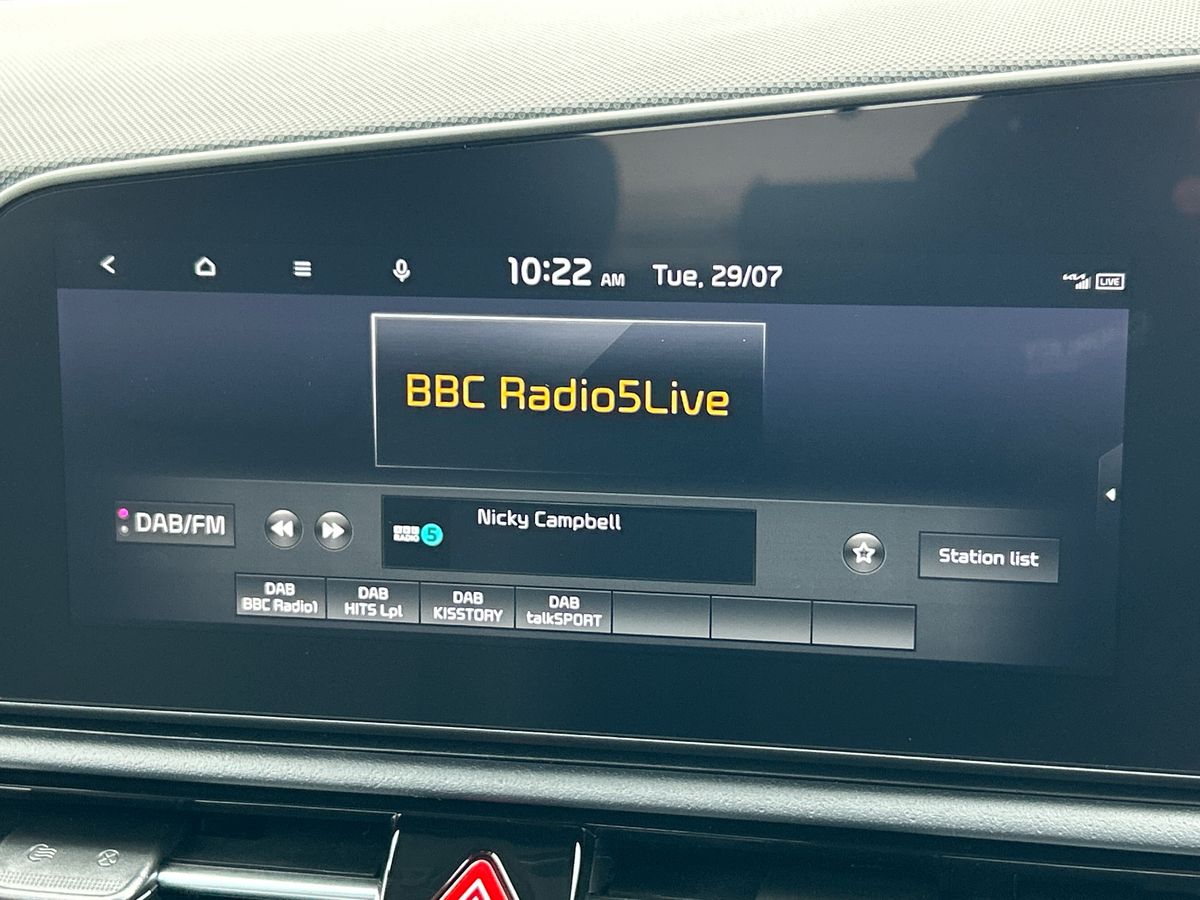 10:22 AM Tue, 29/07
LIVE
BBC Radio5Live
DAB/FM
Nicky Campbell
BBC
RADIO 5
Station list
DAB
BBC Radio1
DAB
HITS Lpl
DAB
KISSTORY
DAB
talkSPORT